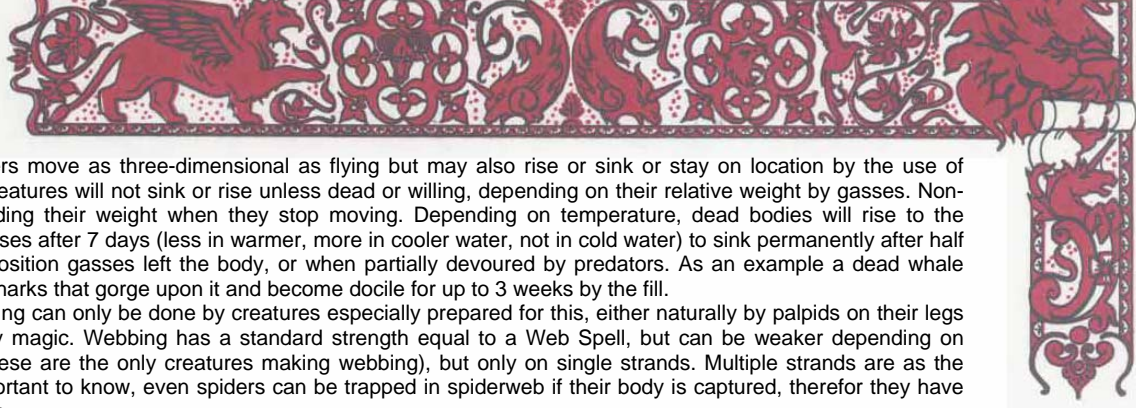 ers move as three-dimensional as flying but may also rise or sink or stay on location by the use of
eatures will not sink or rise unless dead or willing, depending on their relative weight by gasses. Non-
ding their weight when they stop moving. Depending on temperature, dead bodies will rise to the
ses after 7 days (less in warmer, more in cooler water, not in cold water) to sink permanently after half
osition gasses left the body, or when partially devoured by predators. As an example a dead whale
harks that gorge upon it and become docile for up to 3 weeks by the fill.
ng can only be done by creatures especially prepared for this, either naturally by palpids on their legs
y magic. Webbing has a standard strength equal to a Web Spell, but can be weaker depending on
ese are the only creatures making webbing), but only on single strands. Multiple strands are as the
ortant to know, even spiders can be trapped in spiderweb if their body is captured, therefor they have